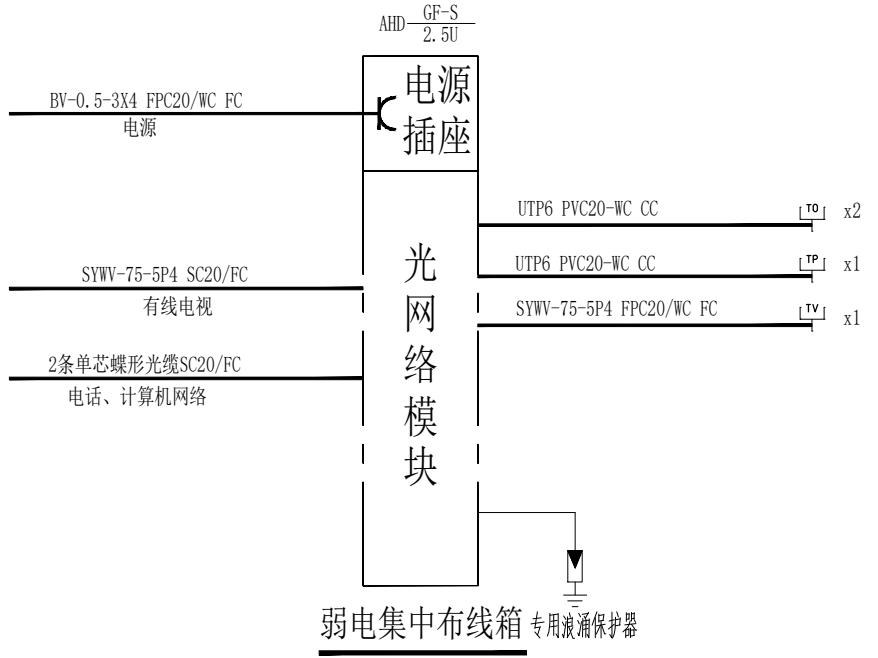 AHD GF-S
2.5U
电源
插座
BV-0.5-3X4 FPC20/WC FC
电源
UTP6 PVC20-WC CC TO x2
光网络模块
UTP6 PVC20-WC CC TP x1
SYWV-75-5P4 SC20/FC
有线电视
SYWV-75-5P4 FPC20/WC FC TV x1
2条单芯蝶形光缆SC20/FC
电话、计算机网络
弱电集中布线箱 专用浪涌保护器